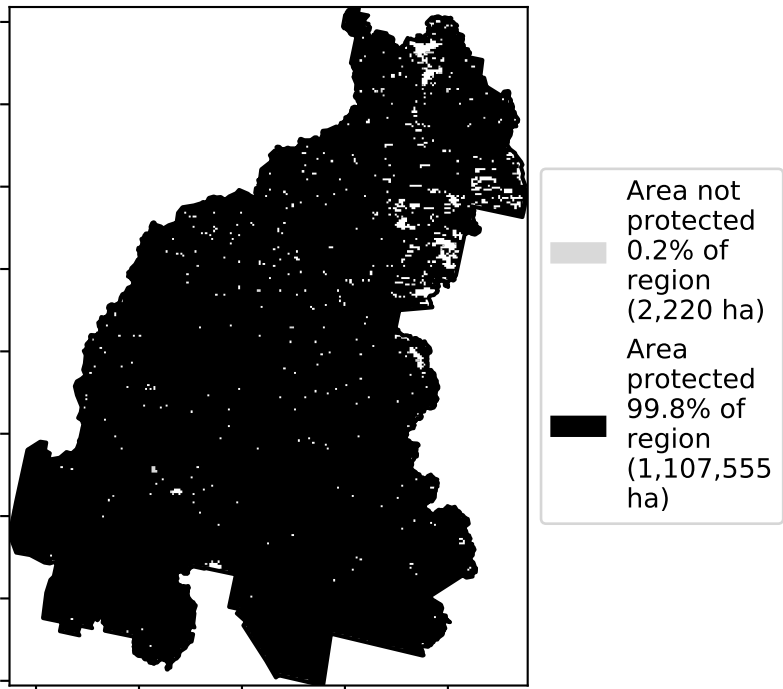 Area not
protected
0.2% of
region
(2,220 ha)
Area
protected
99.8% of
region
(1,107,555
ha)